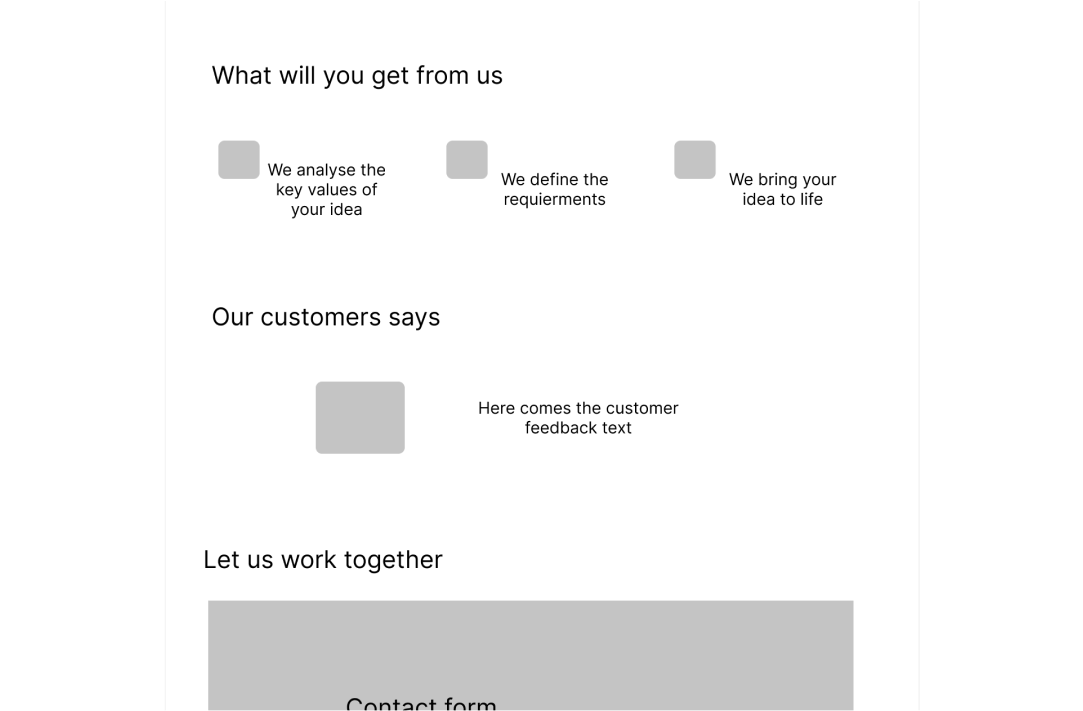 What will you get from us
We analyse the
key values of
your idea
We define the
requierments
We bring your
idea to life
Our customers says
Here comes the customer
feedback text
Let us work together
Contact form